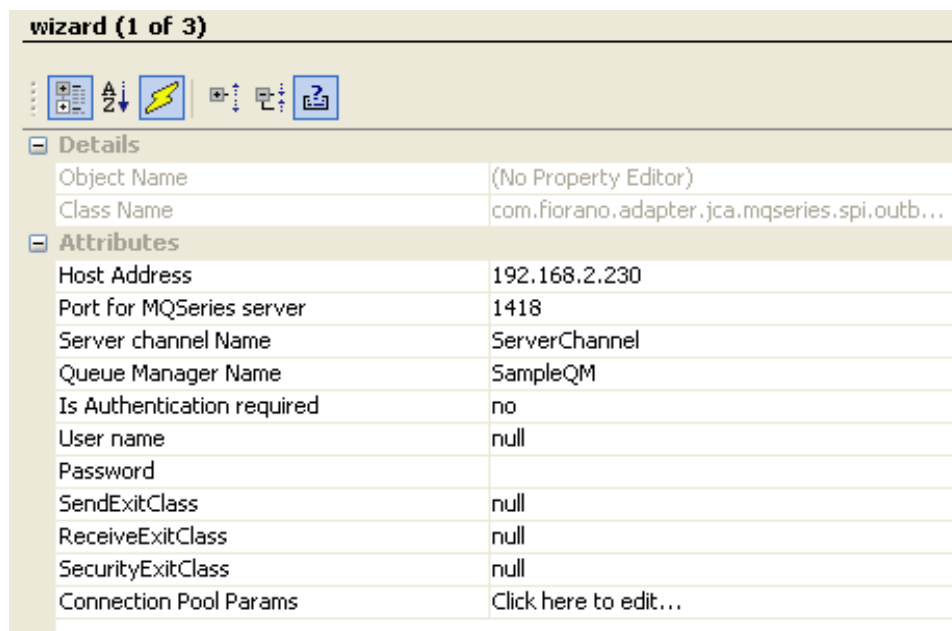 wizard (1 of 3)
A
Z
Details
Object Name (No Property Editor)
Class Name com.fiorano.adapter.jca.mqseries.spi.outb...
Attributes
Host Address 192.168.2.230
Port for MQSeries server 1418
Server channel Name ServerChannel
Queue Manager Name SampleQM
Is Authentication required no
User name null
Password
SendExitClass null
ReceiveExitClass null
SecurityExitClass null
Connection Pool Params Click here to edit...